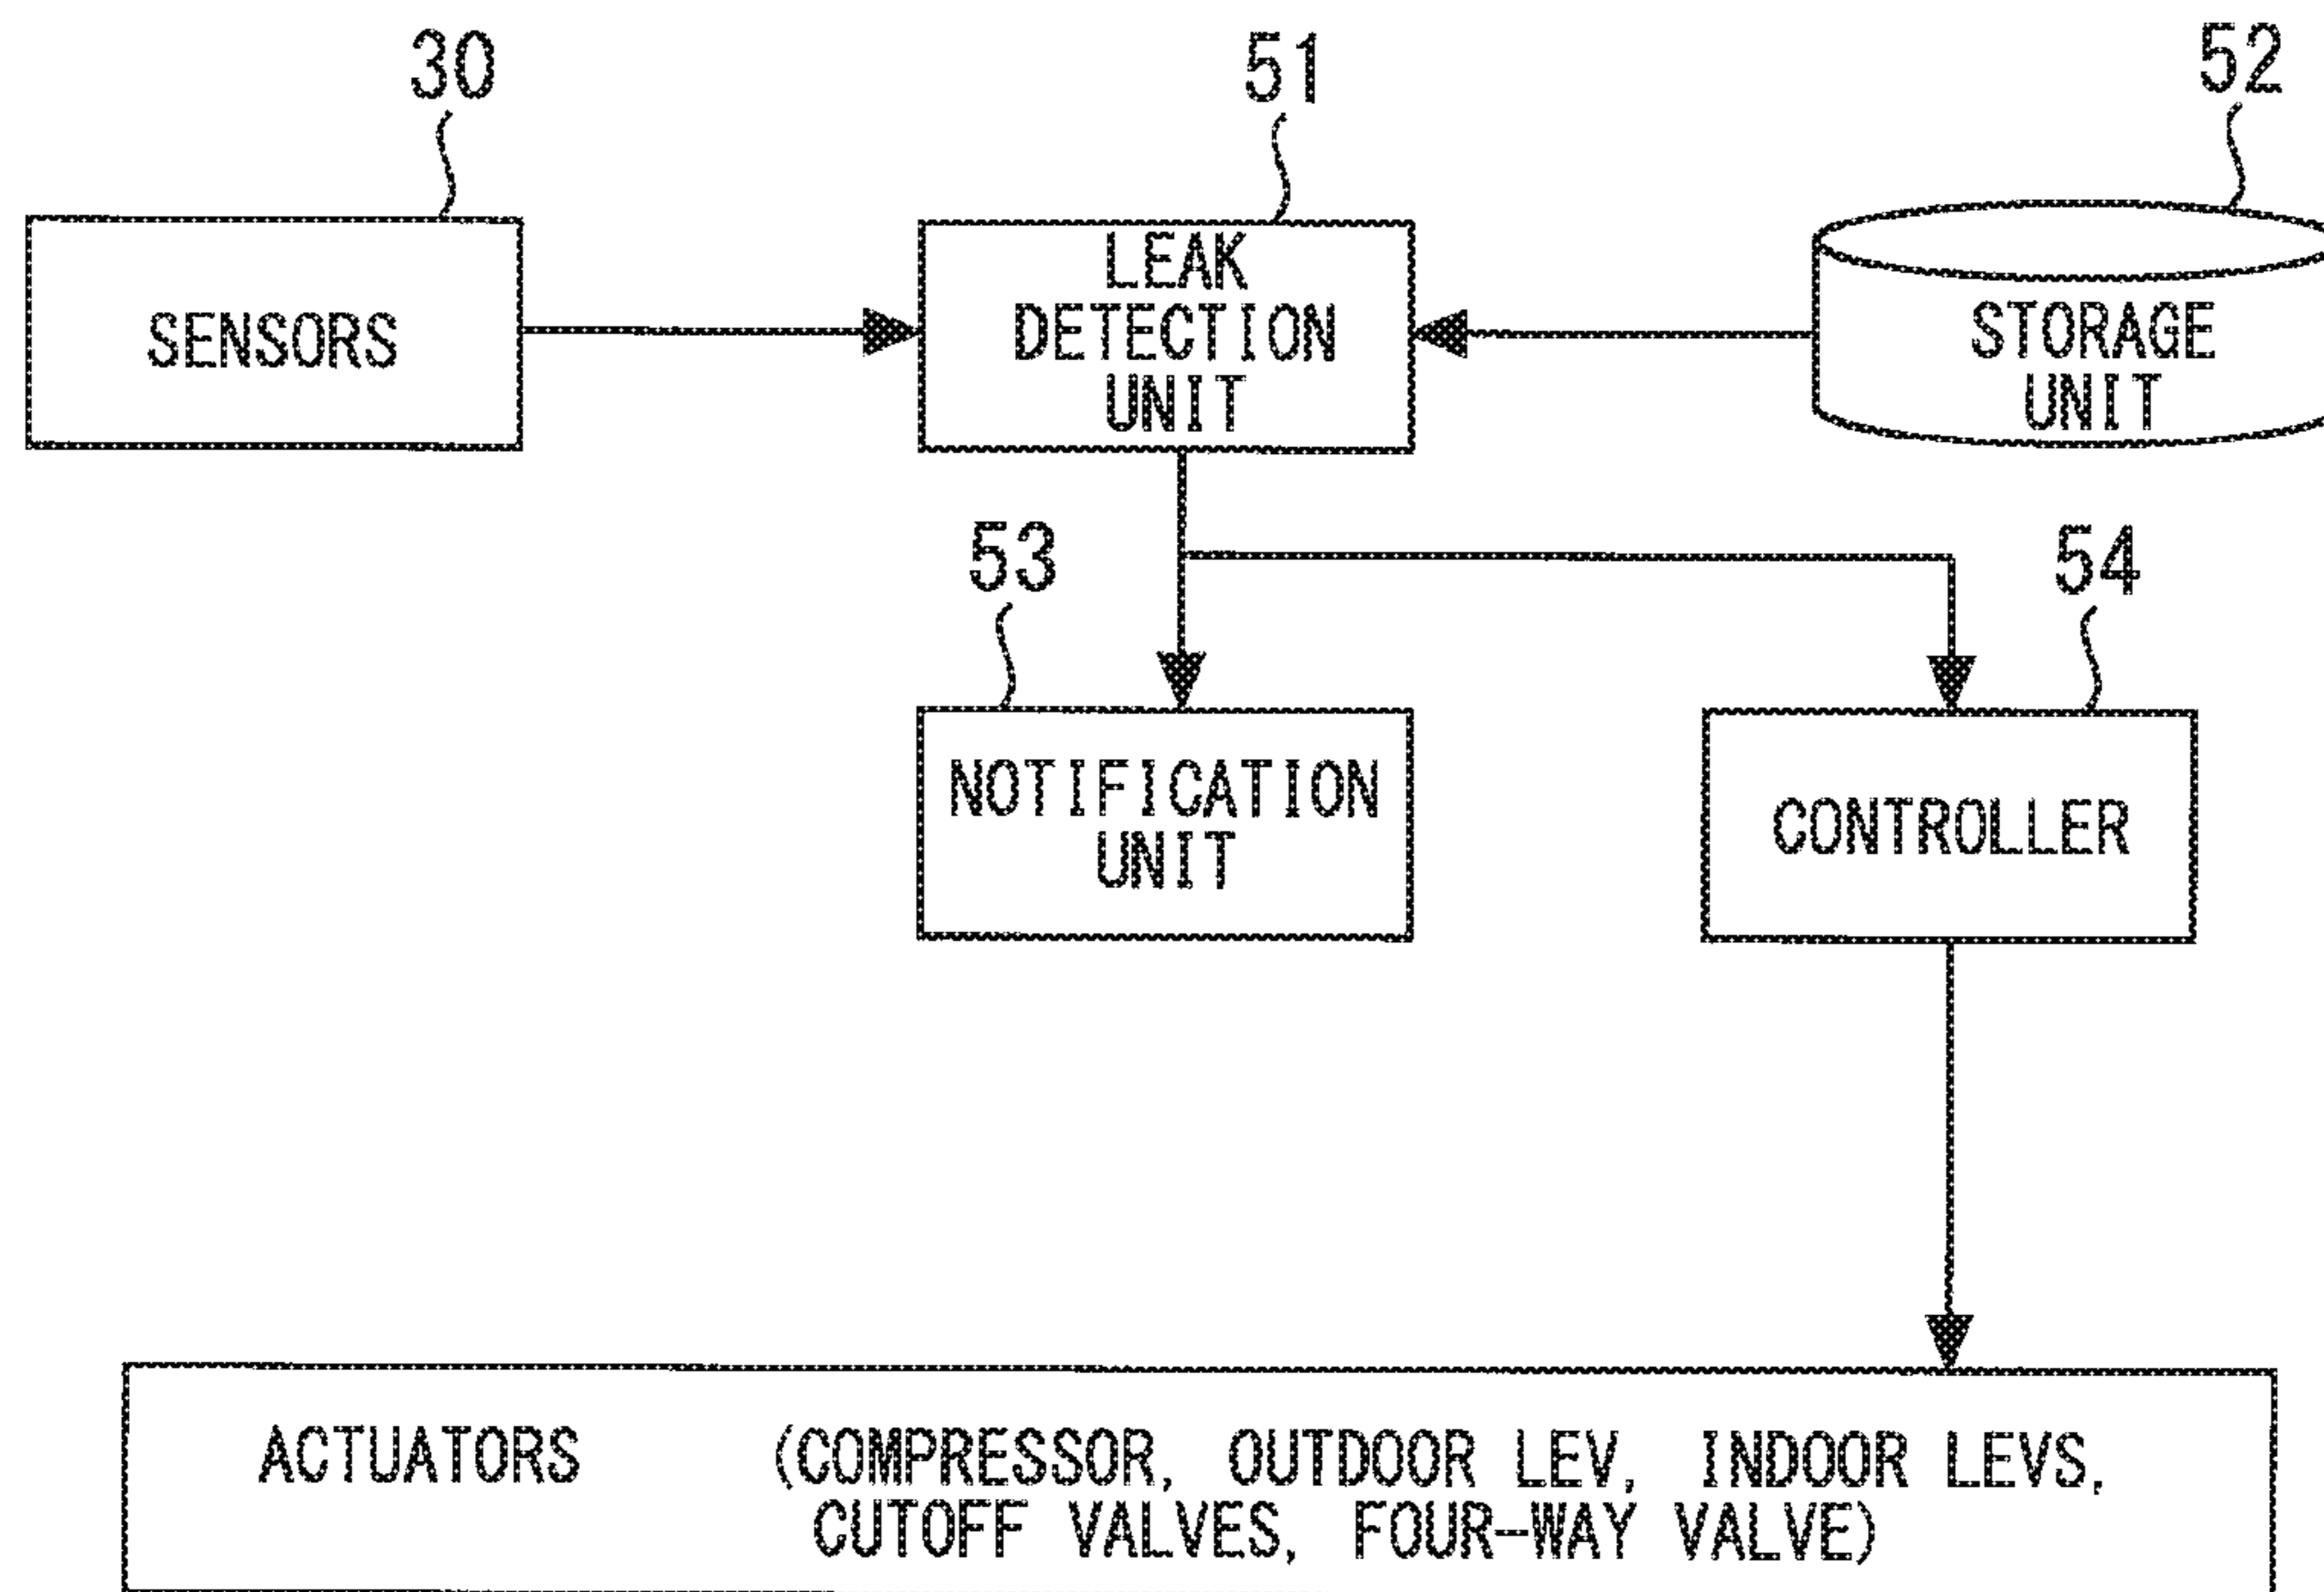 30
51
52
SENSORS
LEAK
DETECTION
UNIT
STORAGE
UNIT
53
54
NOTIFICATION
UNIT
CONTROLLER
ACTUATORS (COMPRESSOR, OUTDOOR LEV, INDOOR LEVS,
CUTOFF VALVES, FOUR-WAY VALVE)